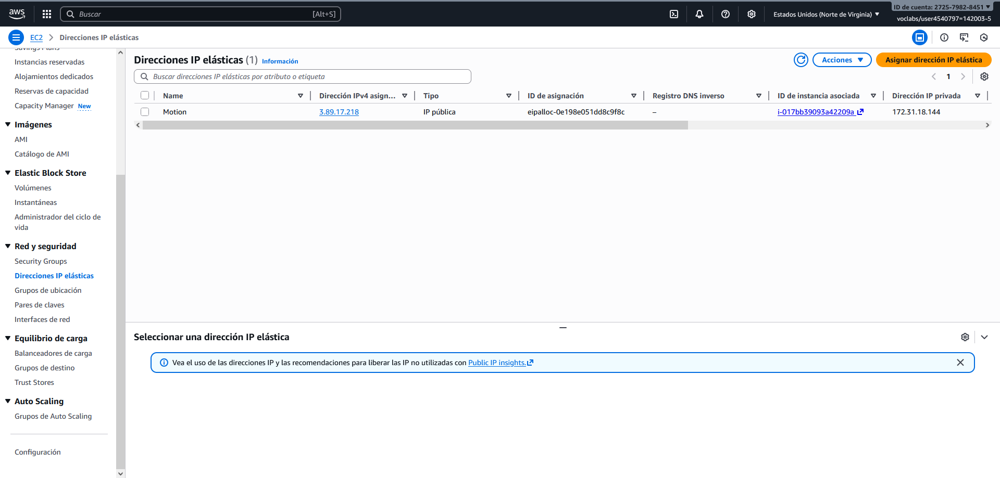 aws
Buscar
[Alt+S]
Estados Unidos (Norte de Virginia)
ID de cuenta: 2725-7982-8451
voclabs/user4540797=142003-5
EC2
Direcciones IP elásticas
Savings Plans
Instancias reservadas
Alojamientos dedicados
Reservas de capacidad
Capacity Manager New
Imágenes
AMI
Catálogo de AMI
Elastic Block Store
Volúmenes
Instantáneas
Administrador del ciclo de
vida
Red y seguridad
Security Groups
Direcciones IP elásticas
Grupos de ubicación
Pares de claves
Interfaces de red
Equilibrio de carga
Balanceadores de carga
Grupos de destino
Trust Stores
Auto Scaling
Grupos de Auto Scaling
Configuración
Direcciones IP elásticas (1) Información
Acciones
Asignar dirección IP elástica
Buscar direcciones IP elásticas por atributo o etiqueta
1
Name Dirección IPv4 asign... Tipo ID de asignación Registro DNS inverso ID de instancia asociada Dirección IP privada
Motion 3.89.17.218 IP pública eipalloc-0e198e051dd8c9f8c – i-017bb39093a42209a 172.31.18.144
Seleccionar una dirección IP elástica
Vea el uso de las direcciones IP y las recomendaciones para liberar las IP no utilizadas con Public IP insights.